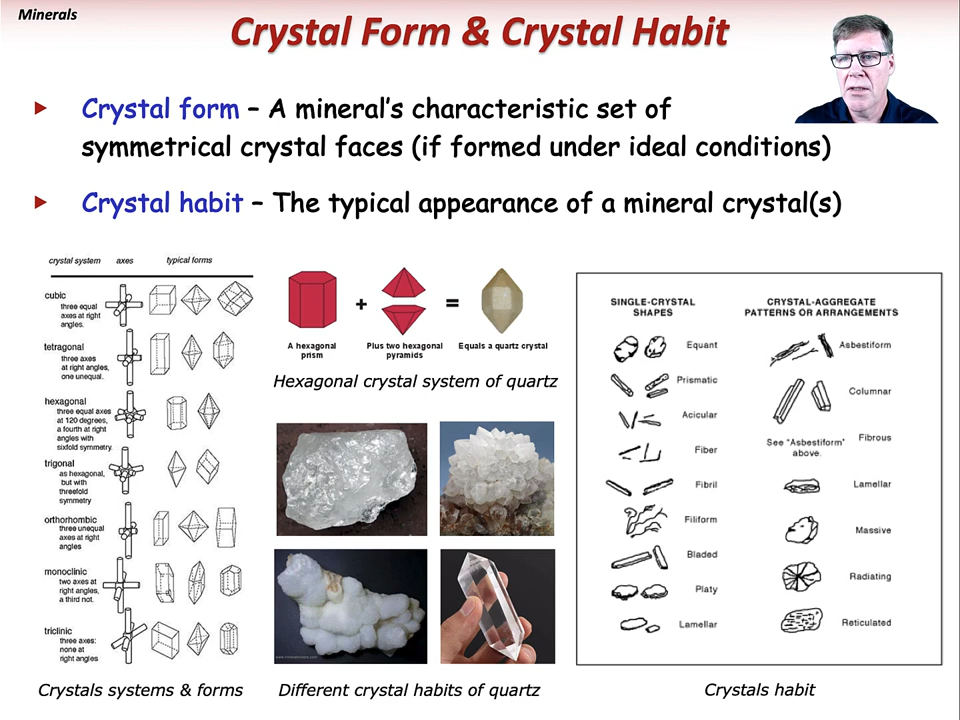 Minerals
Crystal Form & Crystal Habit
Crystal form – A mineral's characteristic set of
symmetrical crystal faces (if formed under ideal conditions)
Crystal habit – The typical appearance of a mineral crystal(s)
crystal system axes typical forms
cubic
three equal
axes at right
angles.
tetragonal
three axes
at right angles,
one unequal.
hexagonal
three equal axes
at 120 degrees,
a fourth at right
angles with
sixfold symmetry.
trigonal
as hexagonal,
but with
threefold
symmetry
orthorhombic
three unequal
axes at right
angles
monoclinic
two axes at
right angles,
a third not.
triclinic
three axes:
none at
right angles
Crystals systems & forms
+ =
A hexagonal
prism
Plus two hexagonal
pyramids
Equals a quartz crystal
Hexagonal crystal system of quartz
Different crystal habits of quartz
SINGLE-CRYSTAL
SHAPES
Equant
Prismatic
Acicular
Fiber
Fibril
Filiform
Bladed
Platy
Lamellar
CRYSTAL-AGGREGATE
PATTERNS OR ARRANGEMENTS
Asbestiform
Columnar
See "Asbestiform"
above.
Fibrous
Lamellar
Massive
Radiating
Reticulated
Crystals habit